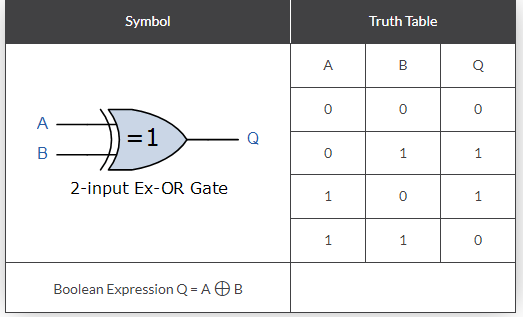 Symbol Truth Table
A B Q
0 0 0
A
=1 Q
B
0 1 1
2-input Ex-OR Gate
1 0 1
1 1 0
Boolean Expression Q = A ⊕ B